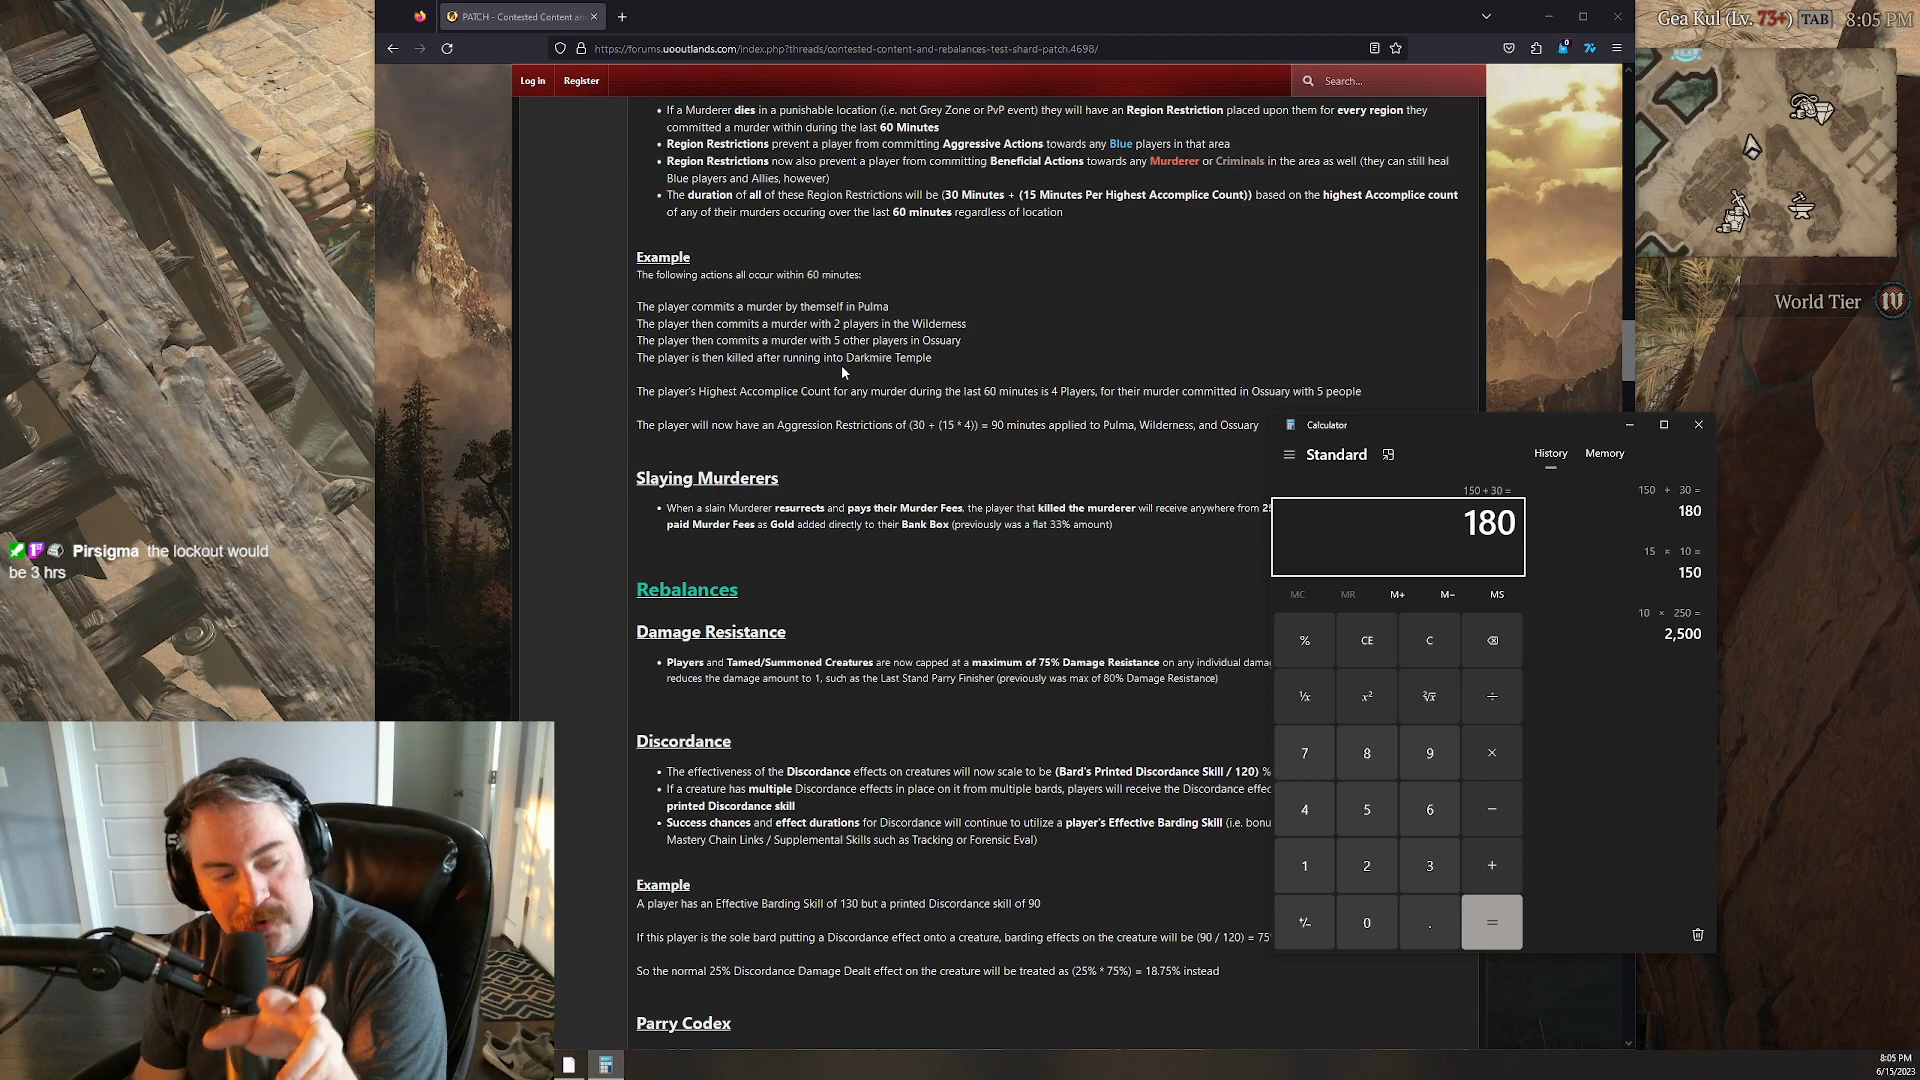 PATCH - Contested Content an
Gea Kul (Lv. 73+) TAB 8:05 PM
https://forums.uooutlands.com/index.php?threads/contested-content-and-rebalances-test-shard-patch.4698/
Log in Register Search...
• If a Murderer dies in a punishable location (i.e. not Grey Zone or PvP event) they will have an Region Restriction placed upon them for every region they
committed a murder within during the last 60 Minutes
• Region Restrictions prevent a player from committing Aggressive Actions towards any Blue players in that area
• Region Restrictions now also prevent a player from committing Beneficial Actions towards any Murderer or Criminals in the area as well (they can still heal
Blue players and Allies, however)
• The duration of all of these Region Restrictions will be (30 Minutes + (15 Minutes Per Highest Accomplice Count)) based on the highest Accomplice count
of any of their murders occuring over the last 60 minutes regardless of location
Example
The following actions all occur within 60 minutes:
The player commits a murder by themself in Pulma
The player then commits a murder with 2 players in the Wilderness
The player then commits a murder with 5 other players in Ossuary
The player is then killed after running into Darkmire Temple
The player's Highest Accomplice Count for any murder during the last 60 minutes is 4 Players, for their murder committed in Ossuary with 5 people
The player will now have an Aggression Restrictions of (30 + (15 * 4)) = 90 minutes applied to Pulma, Wilderness, and Ossuary
Slaying Murderers
• When a slain Murderer resurrects and pays their Murder Fees, the player that killed the murderer will receive anywhere from 25
paid Murder Fees as Gold added directly to their Bank Box (previously was a flat 33% amount)
Rebalances
Damage Resistance
• Players and Tamed/Summoned Creatures are now capped at a maximum of 75% Damage Resistance on any individual dama
reduces the damage amount to 1, such as the Last Stand Parry Finisher (previously was max of 80% Damage Resistance)
Discordance
• The effectiveness of the Discordance effects on creatures will now scale to be (Bard's Printed Discordance Skill / 120) %
• If a creature has multiple Discordance effects in place on it from multiple bards, players will receive the Discordance effec
printed Discordance skill
• Success chances and effect durations for Discordance will continue to utilize a player's Effective Barding Skill (i.e. bonu
Mastery Chain Links / Supplemental Skills such as Tracking or Forensic Eval)
Example
A player has an Effective Barding Skill of 130 but a printed Discordance skill of 90
If this player is the sole bard putting a Discordance effect onto a creature, barding effects on the creature will be (90 / 120) = 75
So the normal 25% Discordance Damage Dealt effect on the creature will be treated as (25% * 75%) = 18.75% instead
Parry Codex
World Tier IV
Pirsigma the lockout would
be 3 hrs
Calculator
Standard
History Memory
150 + 30 =
180
150 + 30 =
180
15 × 10 =
150
10 × 250 =
2,500
MC MR M+ M− MS
% CE C
¹/x x² ²√x ÷
7 8 9 ×
4 5 6 −
1 2 3 +
+/− 0 . =
8:05 PM
6/15/2023